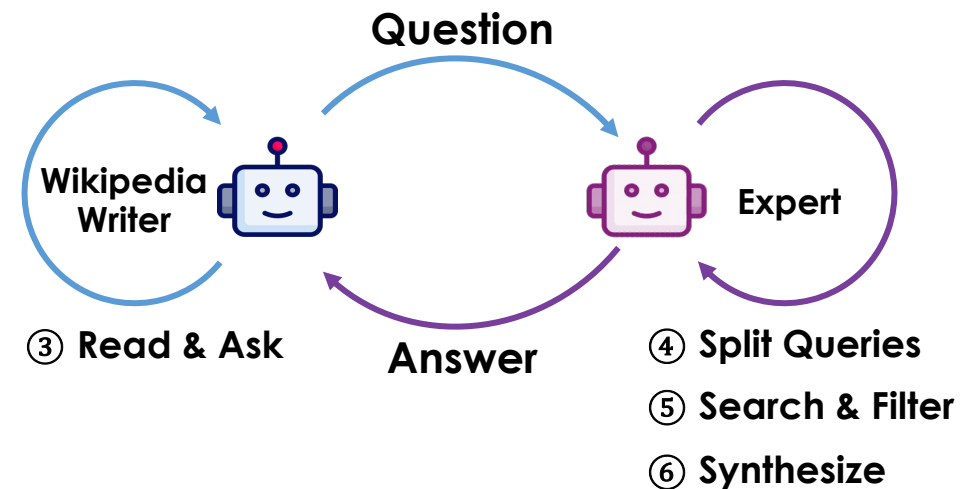 Question
Wikipedia
Writer
Expert
③ Read & Ask
Answer
④ Split Queries
⑤ Search & Filter
⑥ Synthesize